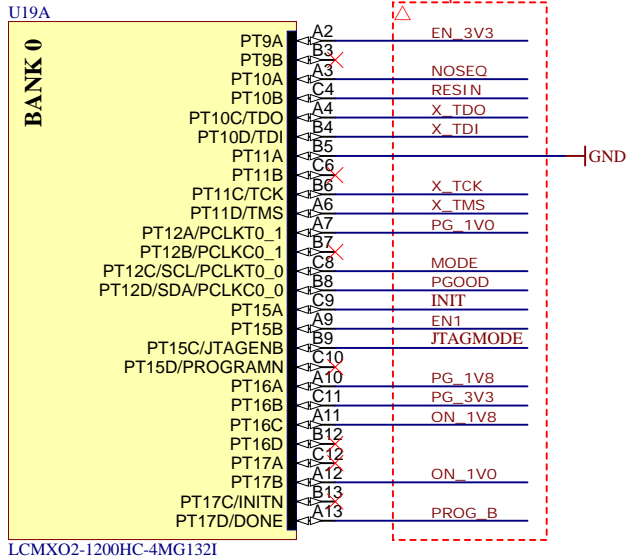 U19A
BANK 0
PT9A A2 EN_3V3
PT9B B3
PT10A A3 NOSEQ
PT10B C4 RESIN
PT10C/TDO A4 X_TDO
PT10D/TDI B4 X_TDI
PT11A B5 GND
PT11B C6
PT11C/TCK B6 X_TCK
PT11D/TMS A6 X_TMS
PT12A/PCLKT0_1 A7 PG_1V0
PT12B/PCLKC0_1 B7
PT12C/SCL/PCLKT0_0 C8 MODE
PT12D/SDA/PCLKC0_0 B8 PGOOD
PT15A C9 INIT
PT15B A9 EN1
PT15C/JTAGENB B9 JTAGMODE
PT15D/PROGRAMN C10
PT16A A10 PG_1V8
PT16B C11 PG_3V3
PT16C A11 ON_1V8
PT16D B12
PT17A C12
PT17B A12 ON_1V0
PT17C/INITN B13
PT17D/DONE A13 PROG_B
LCMXO2-1200HC-4MG132I